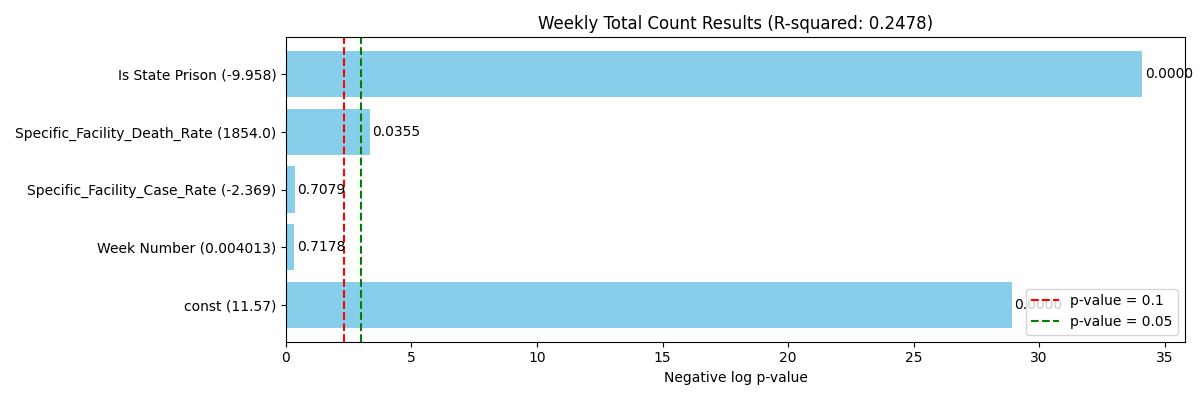 Weekly Total Count Results (R-squared: 0.2478)
Is State Prison (-9.958)
0.0000
Specific_Facility_Death_Rate (1854.0)
0.0355
Specific_Facility_Case_Rate (-2.369)
0.7079
Week Number (0.004013)
0.7178
const (11.57)
0.0000
p-value = 0.1
p-value = 0.05
0 5 10 15 20 25 30 35
Negative log p-value